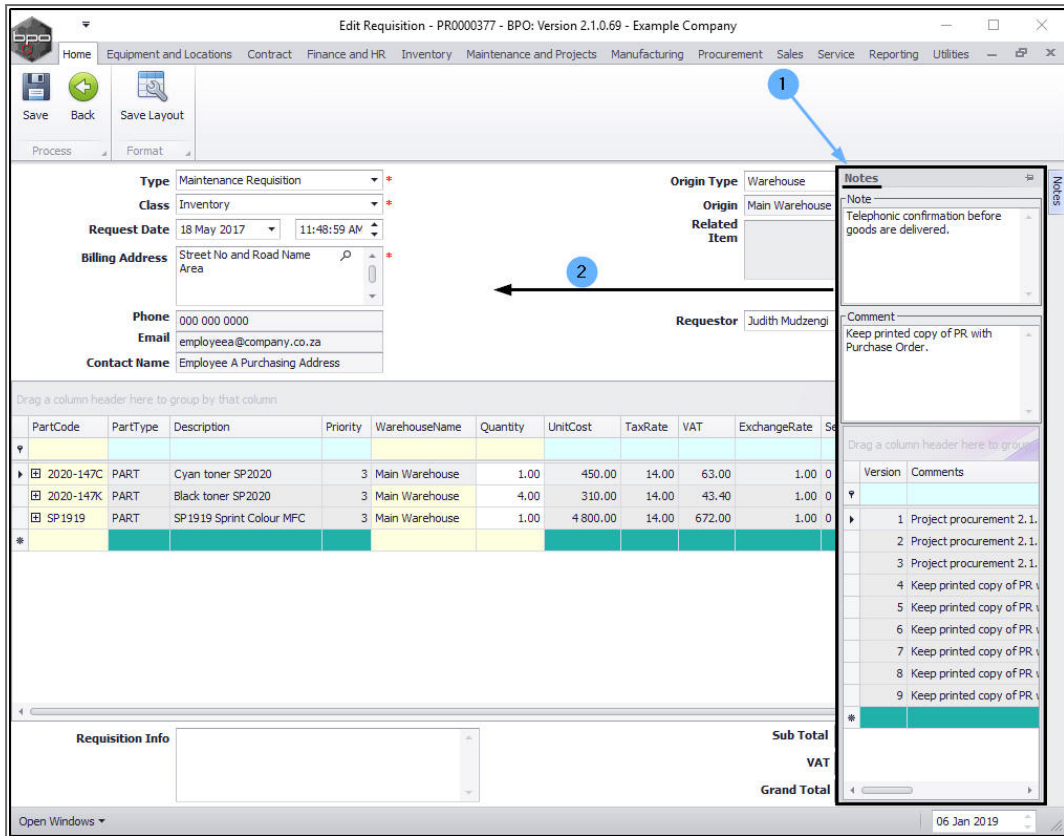 Edit Requisition - PR0000377 - BPO: Version 2.1.0.69 - Example Company
bpo
Home Equipment and Locations Contract Finance and HR Inventory Maintenance and Projects Manufacturing Procurement Sales Service Reporting Utilities
Save Back Save Layout
Process Format
1
Type Maintenance Requisition *
Class Inventory *
Request Date 18 May 2017 11:48:59 AM
Billing Address Street No and Road Name *
Area
Phone 000 000 0000
Email employeea@company.co.za
Contact Name Employee A Purchasing Address
Origin Type Warehouse
Origin Main Warehouse
Related
Item
2
Requestor Judith Mudzengi
Notes
Notes
Note
Telephonic confirmation before
goods are delivered.
Comment
Keep printed copy of PR with
Purchase Order.
Drag a column header here to group by that column
PartCode PartType Description Priority WarehouseName Quantity UnitCost TaxRate VAT ExchangeRate Se
2020-147C PART Cyan toner SP2020 3 Main Warehouse 1.00 450.00 14.00 63.00 1.00 0
2020-147K PART Black toner SP2020 3 Main Warehouse 4.00 310.00 14.00 43.40 1.00 0
SP1919 PART SP1919 Sprint Colour MFC 3 Main Warehouse 1.00 4 800.00 14.00 672.00 1.00 0
Drag a column header here to group
Version Comments
1 Project procurement 2.1.
2 Project procurement 2.1.
3 Project procurement 2.1.
4 Keep printed copy of PR w
5 Keep printed copy of PR w
6 Keep printed copy of PR w
7 Keep printed copy of PR w
8 Keep printed copy of PR w
9 Keep printed copy of PR w
Requisition Info
Sub Total
VAT
Grand Total
Open Windows
06 Jan 2019